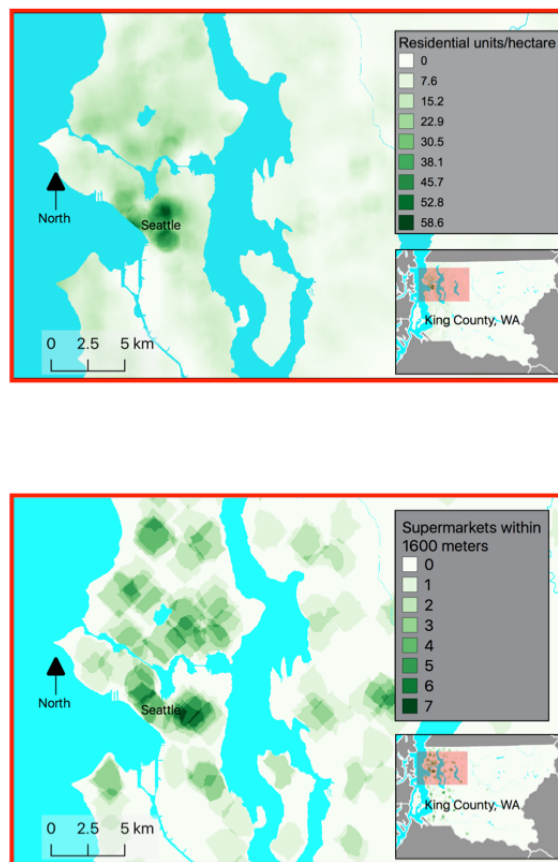 Residential units/hectare
0
7.6
15.2
22.9
30.5
38.1
45.7
52.8
58.6
North
Seattle
King County, WA
0 2.5 5 km
Supermarkets within
1600 meters
0
1
2
3
4
5
6
7
North
Seattle
King County, WA
0 2.5 5 km